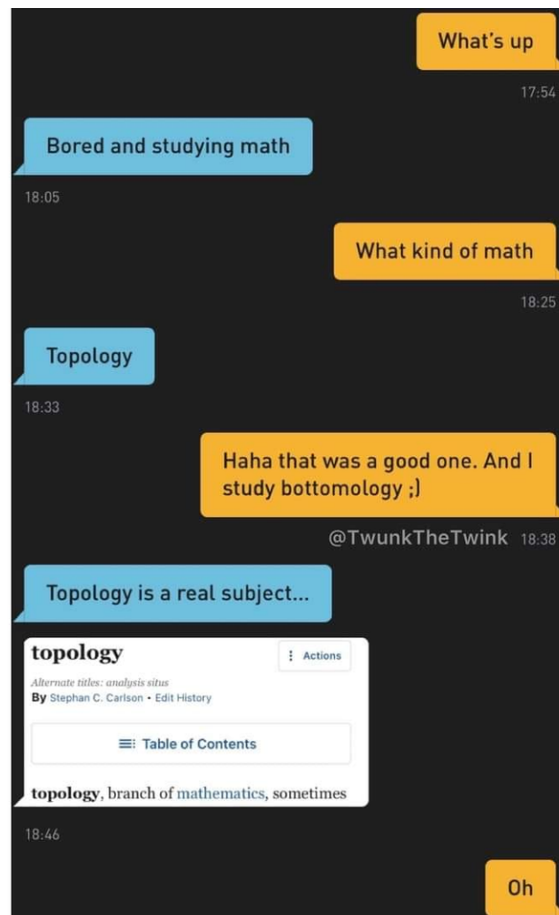 What's up
17:54
Bored and studying math
18:05
What kind of math
18:25
Topology
18:33
Haha that was a good one. And I
study bottomology ;)
@TwunkTheTwink 18:38
Topology is a real subject...
topology
Actions
Alternate titles: analysis situs
By Stephan C. Carlson • Edit History
Table of Contents
topology, branch of mathematics, sometimes
18:46
Oh